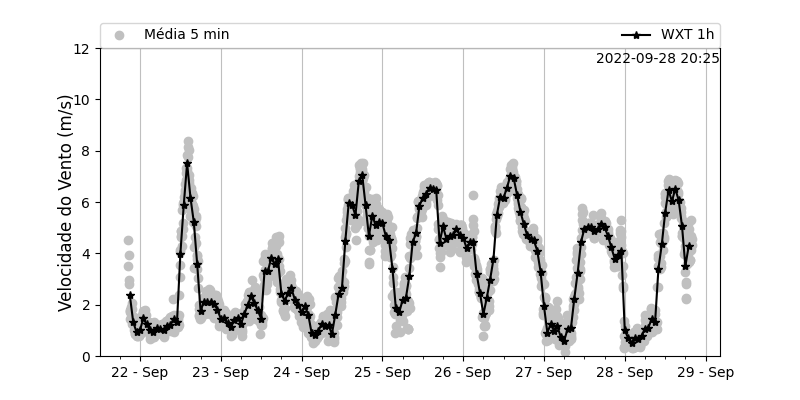 Média 5 min WXT 1h
2022-09-28 20:25
Velocidade do Vento (m/s)
12
10
8
6
4
2
0
22 - Sep 23 - Sep 24 - Sep 25 - Sep 26 - Sep 27 - Sep 28 - Sep 29 - Sep